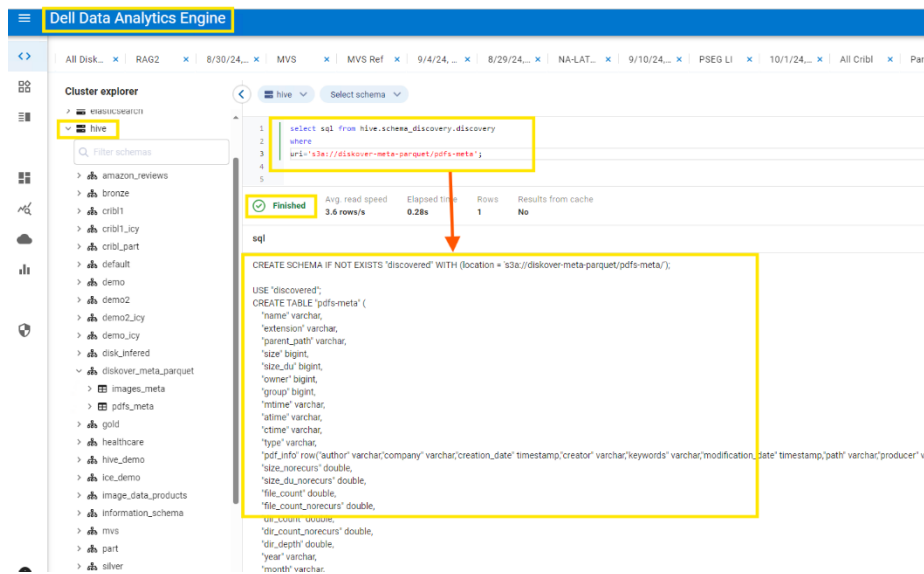 Dell Data Analytics Engine
All Disk... × RAG2 × 8/30/24,... × MVS × MVS Ref × 9/4/24, ... × 8/29/24,... × NA-LAT... × 9/10/24,... × PSEG LI × 10/1/24,... × All Cribl × Par
Cluster explorer
elasticsearch
hive
Filter schemas
amazon_reviews
bronze
cribl1
cribl1_icy
cribl_part
default
demo
demo2
demo2_icy
demo_icy
disk_infered
diskover_meta_parquet
images_meta
pdfs_meta
gold
healthcare
hive_demo
ice_demo
image_data_products
information_schema
mvs
part
silver
hive Select schema
1 select sql from hive.schema_discovery.discovery
2 where
3 uri='s3a://diskover-meta-parquet/pdfs-meta';
4
5
Finished
Avg. read speed Elapsed time Rows Results from cache
3.6 rows/s 0.28s 1 No
sql
CREATE SCHEMA IF NOT EXISTS "discovered" WITH (location = 's3a://diskover-meta-parquet/pdfs-meta/');
USE "discovered";
CREATE TABLE "pdfs-meta" (
"name" varchar,
"extension" varchar,
"parent_path" varchar,
"size" bigint,
"size_du" bigint,
"owner" bigint,
"group" bigint,
"mtime" varchar,
"atime" varchar,
"ctime" varchar,
"type" varchar,
"pdf_info" row("author" varchar,"company" varchar,"creation_date" timestamp,"creator" varchar,"keywords" varchar,"modification_date" timestamp,"path" varchar,"producer" v
"size_norecurs" double,
"size_du_norecurs" double,
"file_count" double,
"file_count_norecurs" double,
"dir_count" double,
"dir_count_norecurs" double,
"dir_depth" double,
"year" varchar,
"month" varchar,